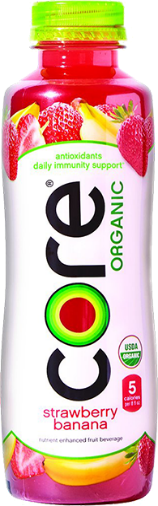 antioxidants
daily immunity support*
core®
ORGANIC
USDA
ORGANIC
5
calories
per 8 fl oz
strawberry
banana
nutrient enhanced fruit beverage